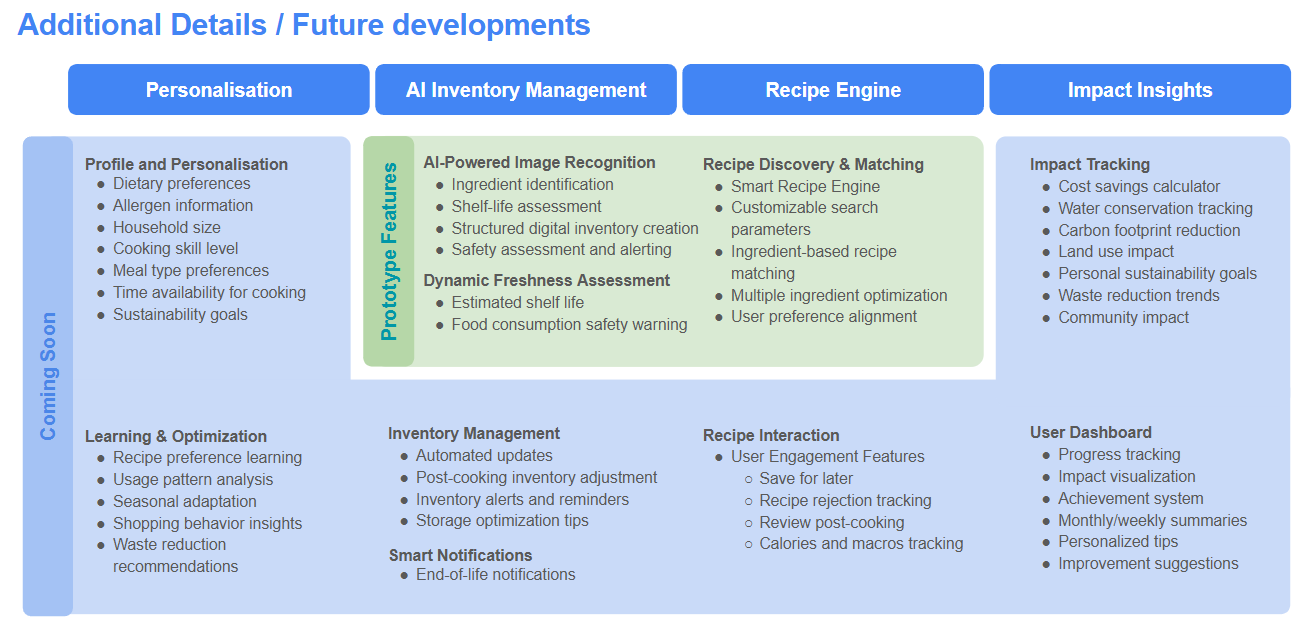 Additional Details / Future developments
Personalisation
AI Inventory Management
Recipe Engine
Impact Insights
Coming Soon
Profile and Personalisation
● Dietary preferences
● Allergen information
● Household size
● Cooking skill level
● Meal type preferences
● Time availability for cooking
● Sustainability goals
Learning & Optimization
● Recipe preference learning
● Usage pattern analysis
● Seasonal adaptation
● Shopping behavior insights
● Waste reduction
recommendations
Prototype Features
AI-Powered Image Recognition
● Ingredient identification
● Shelf-life assessment
● Structured digital inventory creation
● Safety assessment and alerting
Dynamic Freshness Assessment
● Estimated shelf life
● Food consumption safety warning
Inventory Management
● Automated updates
● Post-cooking inventory adjustment
● Inventory alerts and reminders
● Storage optimization tips
Smart Notifications
● End-of-life notifications
Recipe Discovery & Matching
● Smart Recipe Engine
● Customizable search
parameters
● Ingredient-based recipe
matching
● Multiple ingredient optimization
● User preference alignment
Recipe Interaction
● User Engagement Features
○ Save for later
○ Recipe rejection tracking
○ Review post-cooking
○ Calories and macros tracking
Impact Tracking
● Cost savings calculator
● Water conservation tracking
● Carbon footprint reduction
● Land use impact
● Personal sustainability goals
● Waste reduction trends
● Community impact
User Dashboard
● Progress tracking
● Impact visualization
● Achievement system
● Monthly/weekly summaries
● Personalized tips
● Improvement suggestions